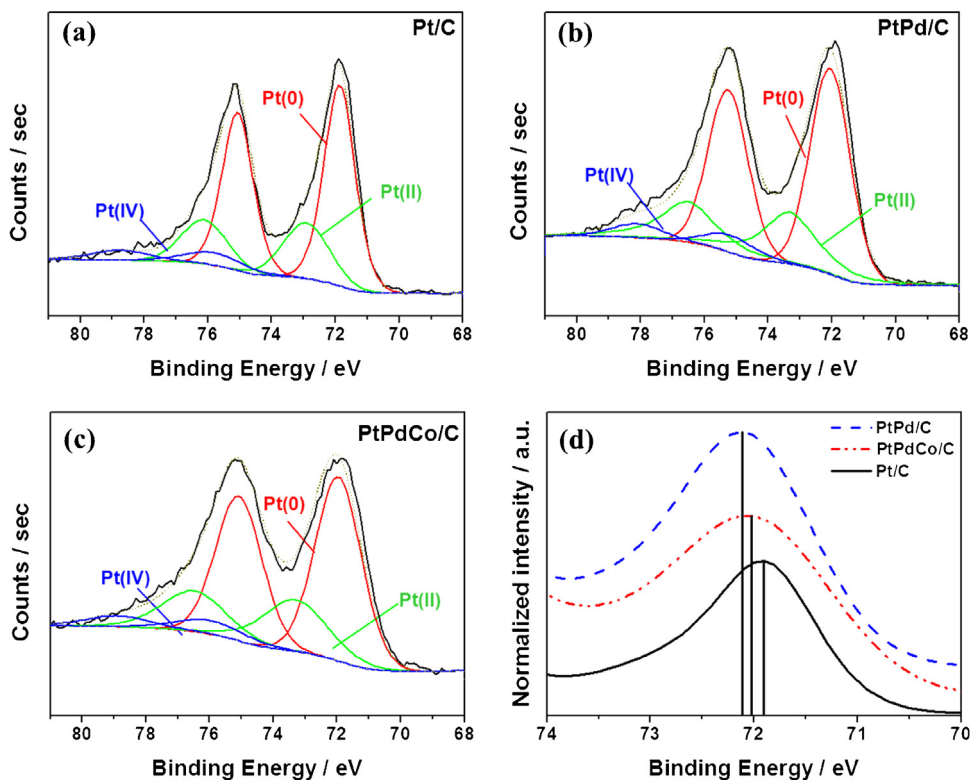 (a)
Pt/C
Pt(0)
Pt(IV)
Pt(II)
Counts / sec
80 78 76 74 72 70 68
Binding Energy / eV
(b)
PtPd/C
Pt(0)
Pt(IV)
Pt(II)
Counts / sec
80 78 76 74 72 70 68
Binding Energy / eV
(c)
PtPdCo/C
Pt(0)
Pt(IV)
Pt(II)
Counts / sec
80 78 76 74 72 70 68
Binding Energy / eV
(d)
PtPd/C
PtPdCo/C
Pt/C
Normalized intensity / a.u.
74 73 72 71 70
Binding Energy / eV